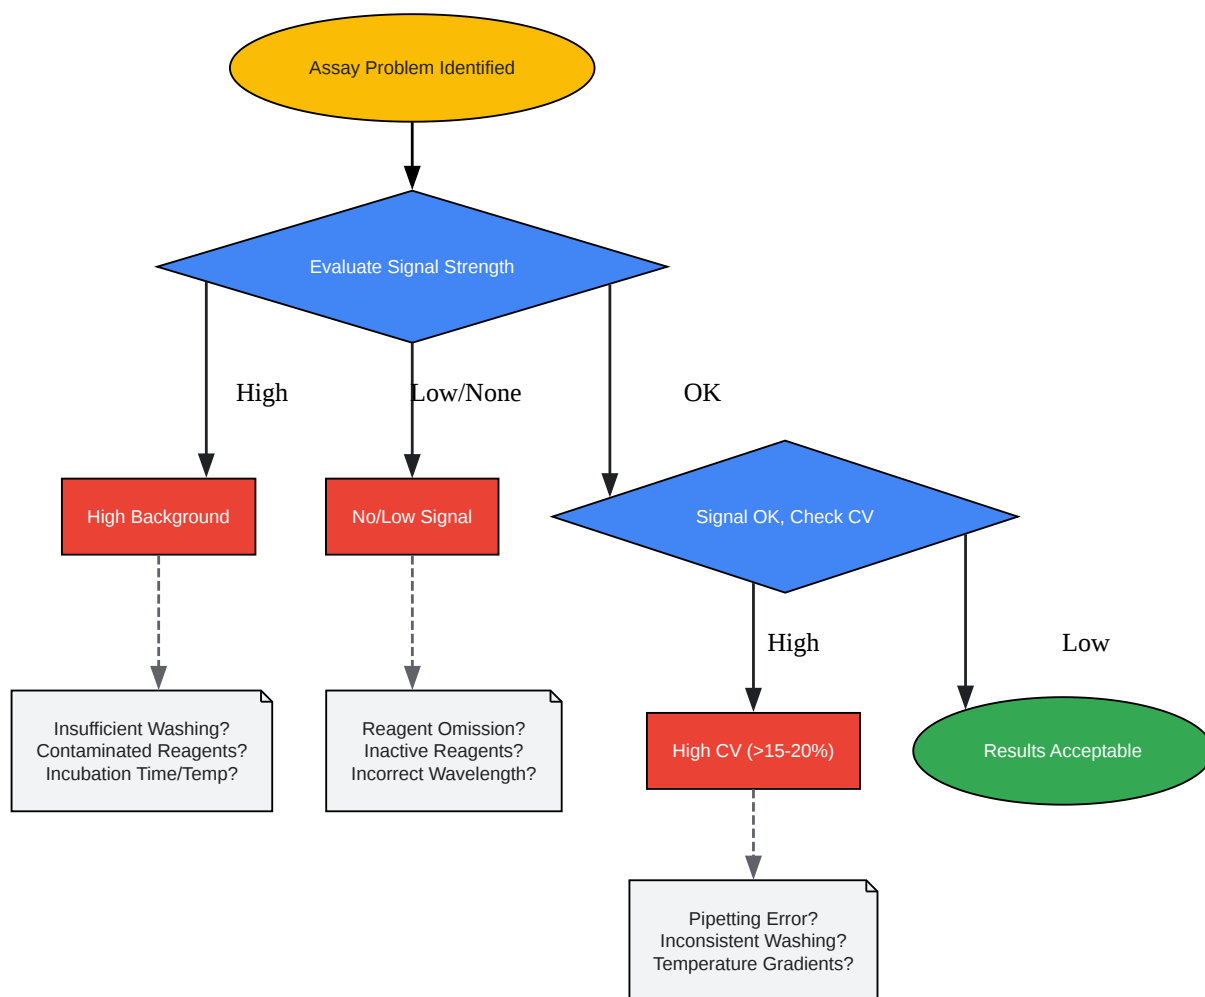 Assay Problem Identified
Evaluate Signal Strength
High
Low/None
OK
High Background
No/Low Signal
Signal OK, Check CV
High
Low
Insufficient Washing?
Contaminated Reagents?
Incubation Time/Temp?
Reagent Omission?
Inactive Reagents?
Incorrect Wavelength?
High CV (>15-20%)
Results Acceptable
Pipetting Error?
Inconsistent Washing?
Temperature Gradients?